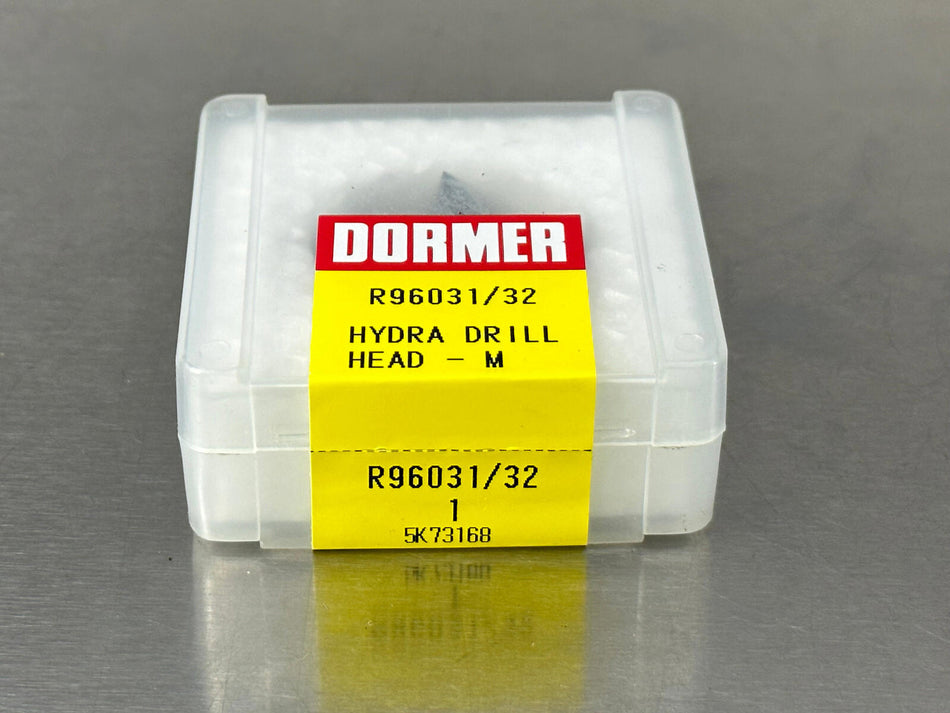 DORMER
R96031/32
HYDRA DRILL
HEAD - M
R96031/32
1
5K73168